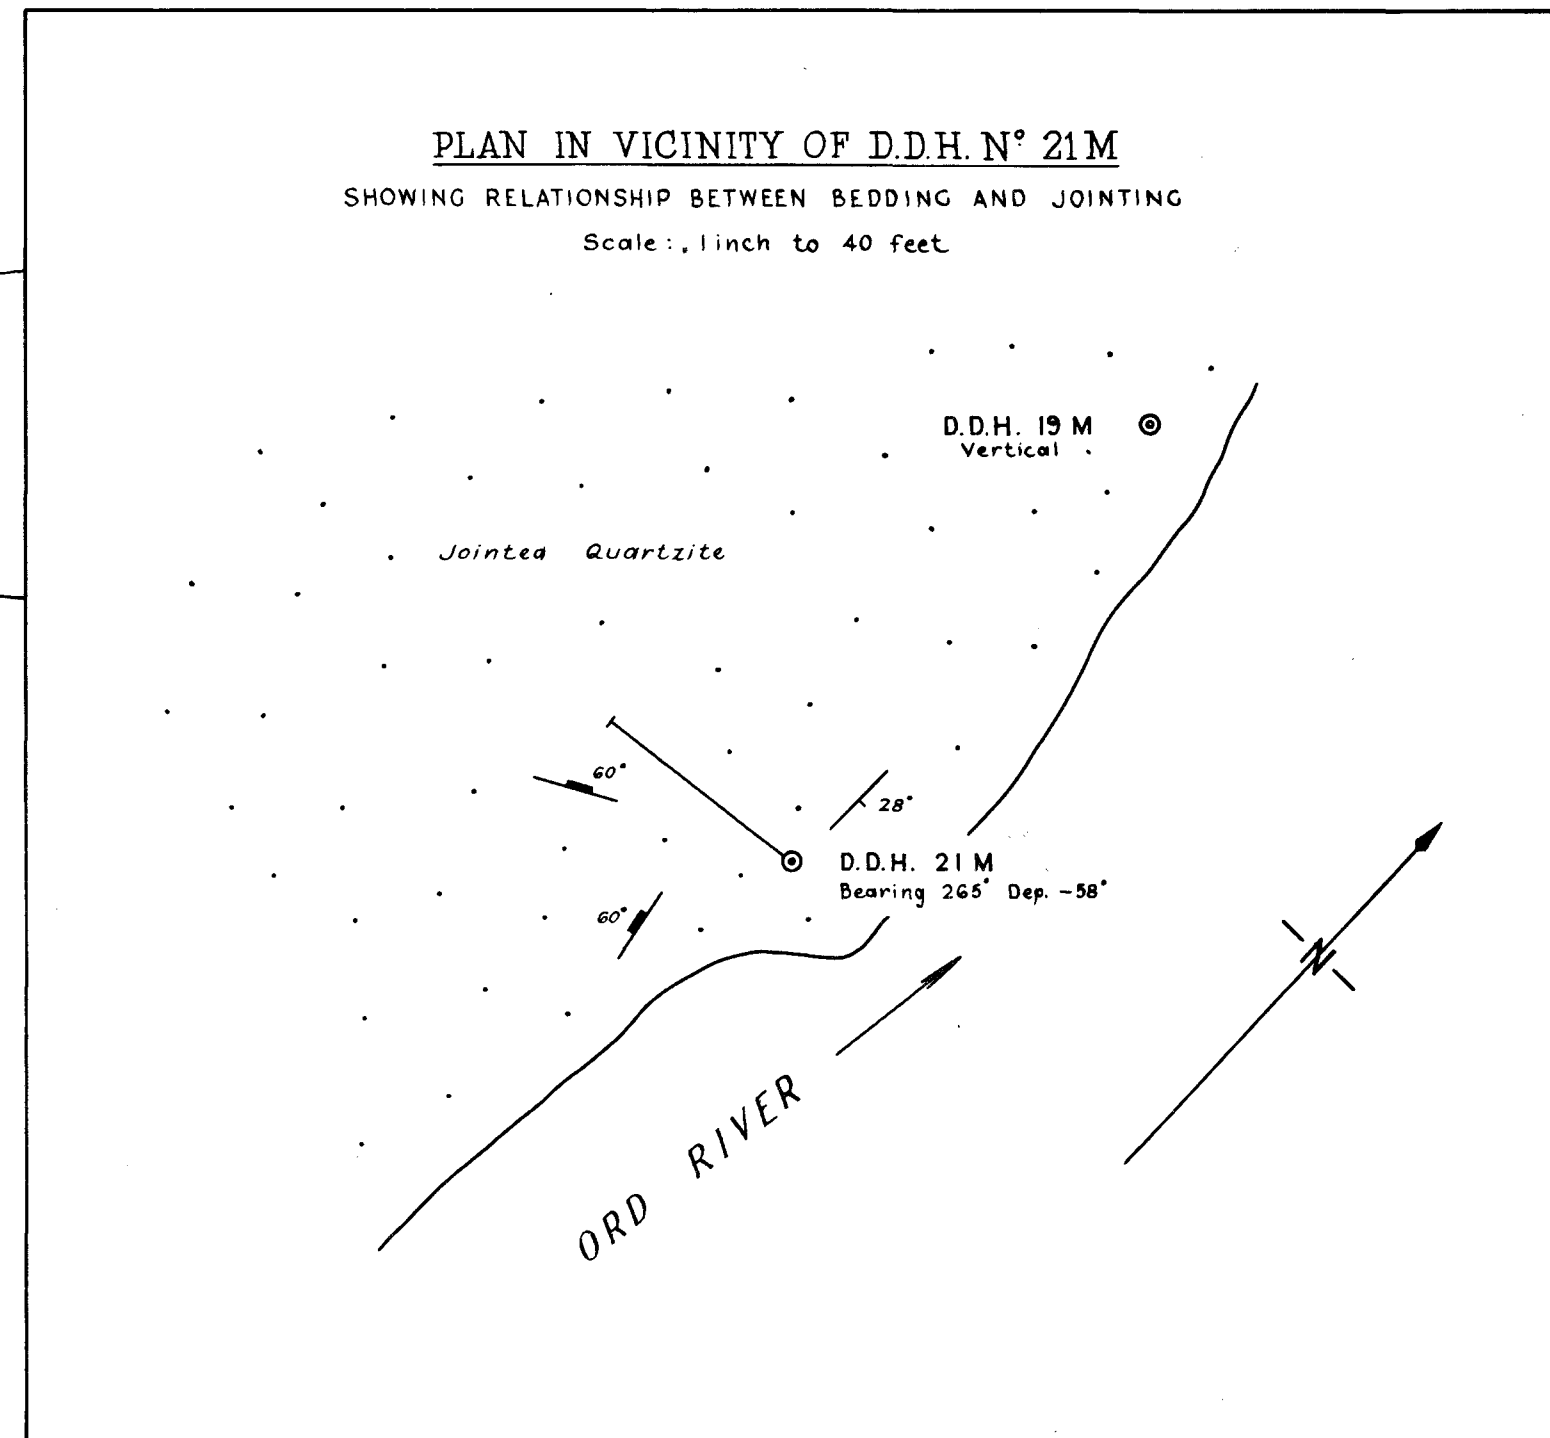 PLAN IN VICINITY OF D.D.H. Nº 21M
SHOWING RELATIONSHIP BETWEEN BEDDING AND JOINTING
Scale: 1 inch to 40 feet
D.D.H. 19 M
Vertical
Jointed Quartzite
60°
28°
D.D.H. 21 M
Bearing 265° Dep. -58°
60°
N
ORD RIVER